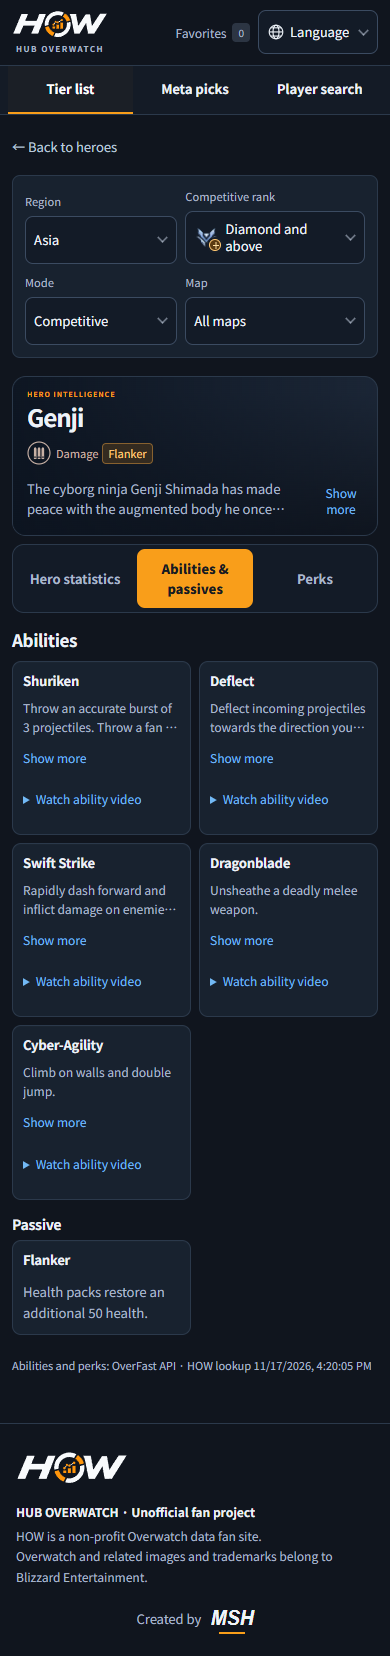 HOW
HUB OVERWATCH
Favorites 0
Language
Tier list Meta picks Player search
← Back to heroes
Region
Competitive rank
Asia
Diamond and
above
Mode Map
Competitive All maps
HERO INTELLIGENCE
Genji
Damage Flanker
The cyborg ninja Genji Shimada has made
peace with the augmented body he once…
Show
more
Hero statistics
Abilities &
passives
Perks
Abilities
Shuriken
Throw an accurate burst of
3 projectiles. Throw a fan …
Show more
▶ Watch ability video
Deflect
Deflect incoming projectiles
towards the direction you…
Show more
▶ Watch ability video
Swift Strike
Rapidly dash forward and
inflict damage on enemie…
Show more
▶ Watch ability video
Dragonblade
Unsheathe a deadly melee
weapon.
Show more
▶ Watch ability video
Cyber-Agility
Climb on walls and double
jump.
Show more
▶ Watch ability video
Passive
Flanker
Health packs restore an
additional 50 health.
Abilities and perks: OverFast API · HOW lookup 11/17/2026, 4:20:05 PM
HOW
HUB OVERWATCH · Unofficial fan project
HOW is a non-profit Overwatch data fan site.
Overwatch and related images and trademarks belong to
Blizzard Entertainment.
Created by MSH